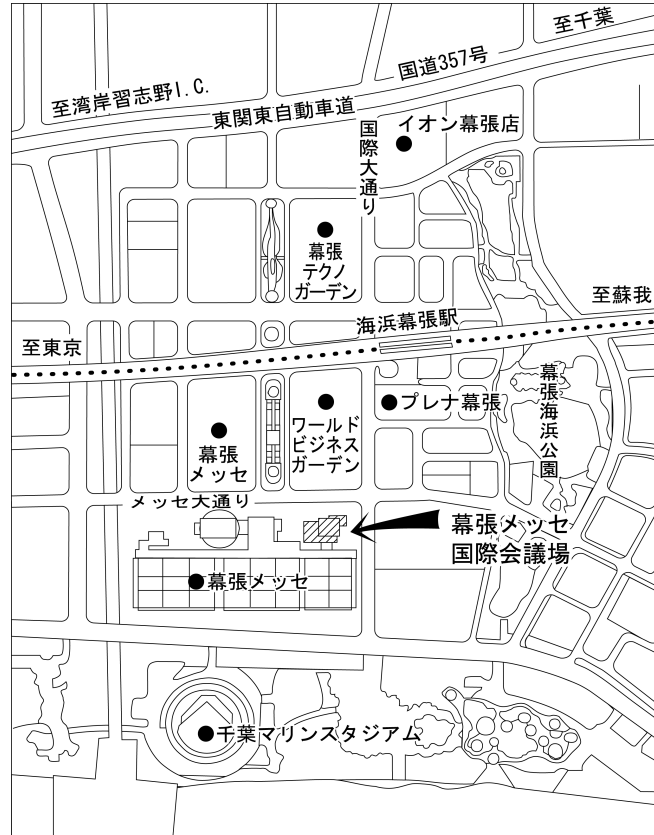 至千葉
国道357号
至湾岸習志野I.C.
東関東自動車道
イオン幕張店
国際大通り
幕張
テクノ
ガーデン
至蘇我
海浜幕張駅
至東京
幕張海浜公園
プレナ幕張
ワールド
ビジネス
ガーデン
幕張
メッセ
メッセ大通り
幕張メッセ
国際会議場
幕張メッセ
千葉マリンスタジアム